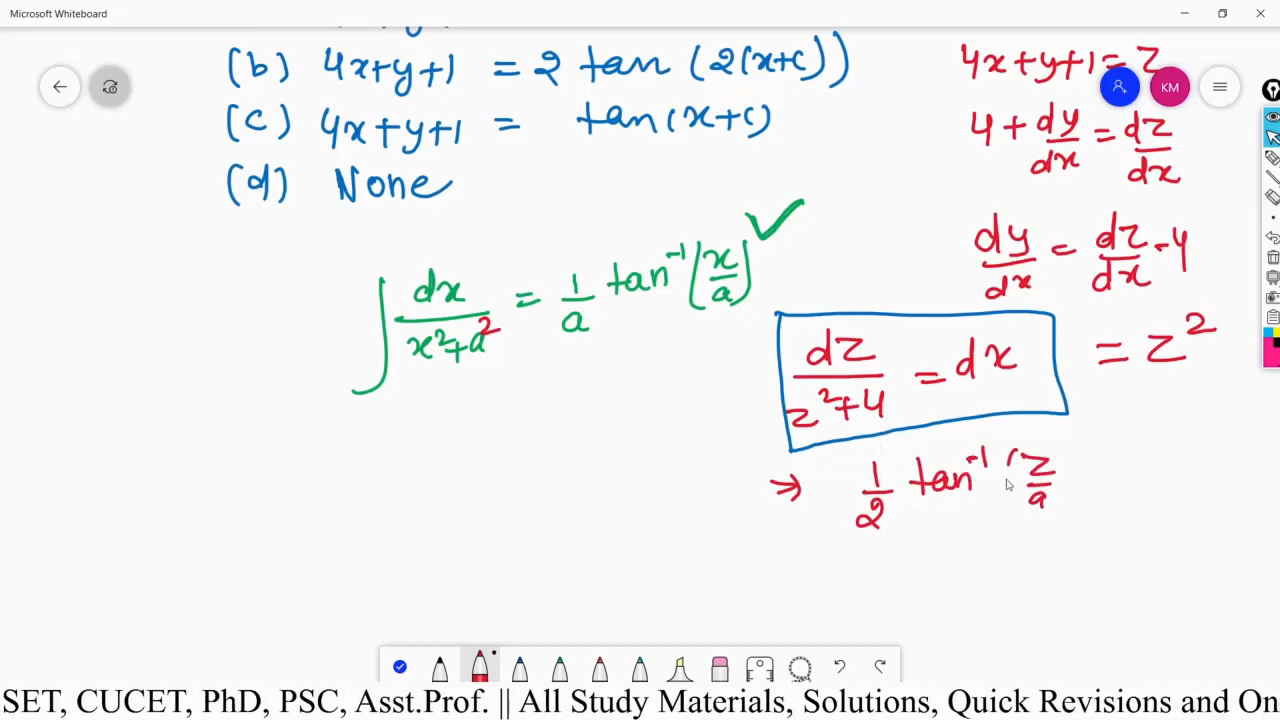 Microsoft Whiteboard
(b) 4x+y+1 = 2 tan (2(x+c))
(c) 4x+y+1 = tan(x+c)
(d) None
∫ dx/(x²+a²) = 1/a tan⁻¹(x/a) ✓
4x+y+1=Z
KM
4 + dy/dx = dz/dx
dy/dx = dz/dx - 4
= z²
dz/(z²+4) = dx
⇒ 1/2 tan⁻¹ ( z/a
SET, CUCET, PhD, PSC, Asst.Prof. || All Study Materials, Solutions, Quick Revisions and On